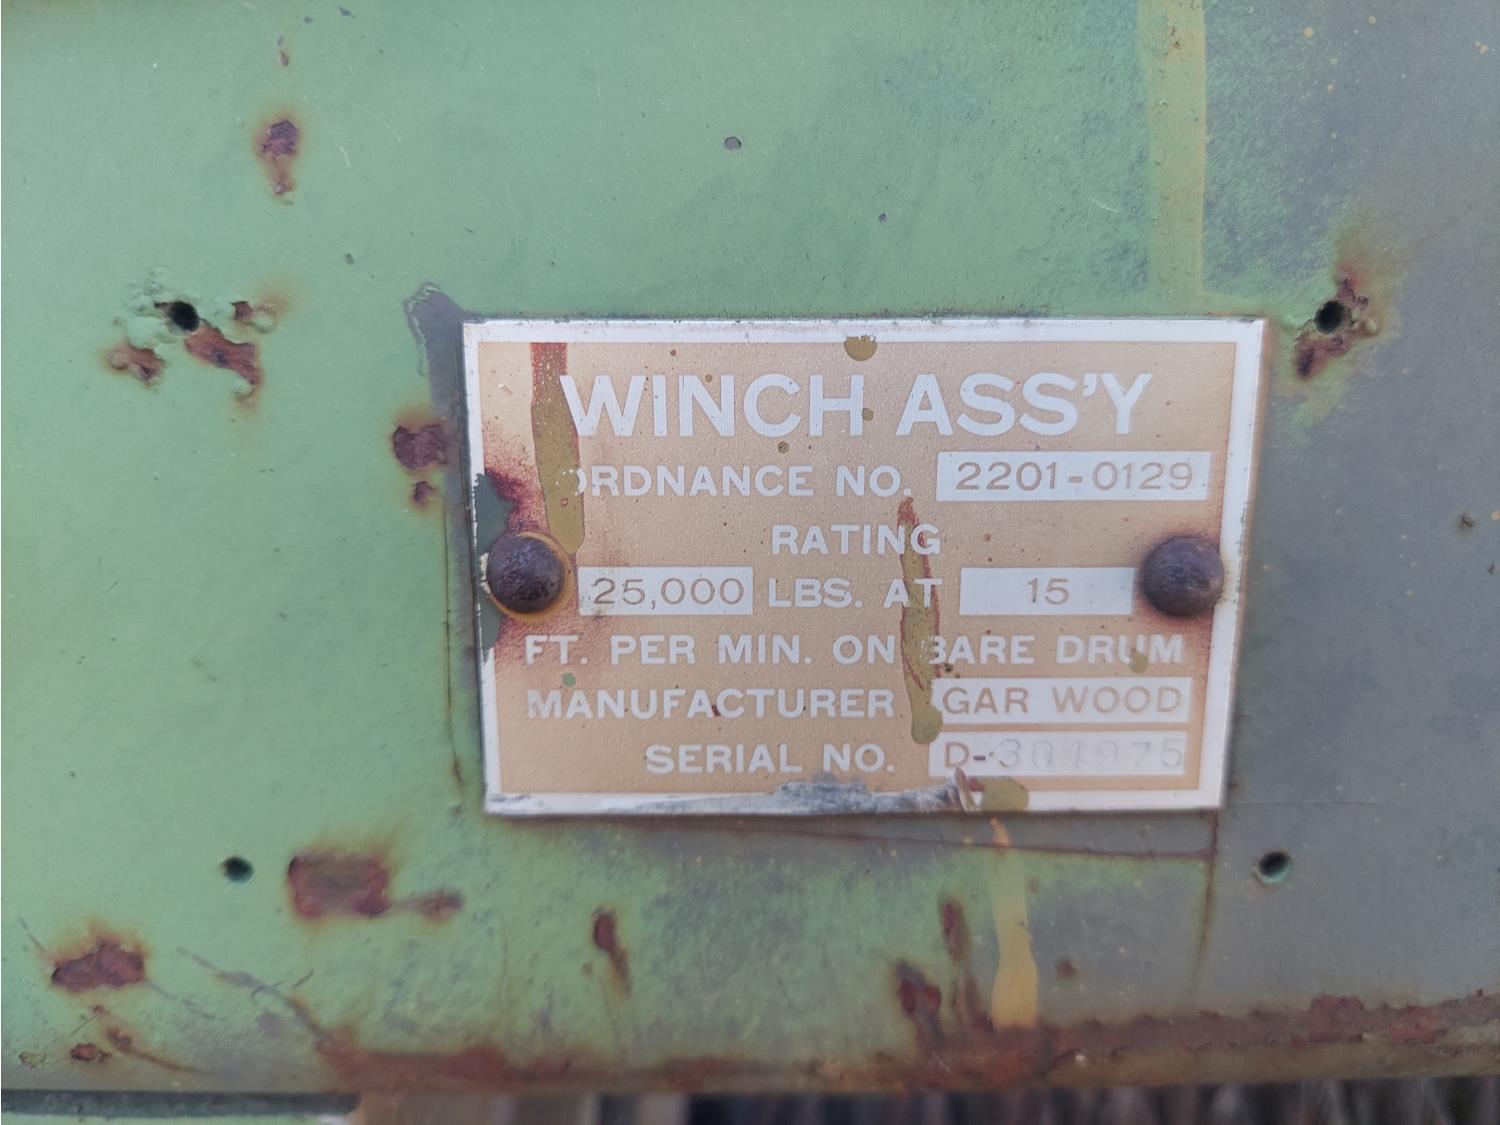 WINCH ASS'Y
ORDNANCE NO. 2201-0129
RATING
25,000 LBS. AT 15
FT. PER MIN. ON BARE DRUM
MANUFACTURER GAR WOOD
SERIAL NO. D-304975